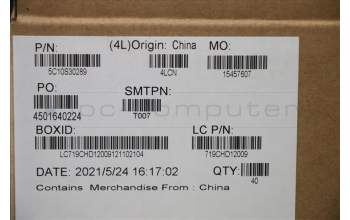 P/N: (4L)Origin: China MO:
5C10S30289 4LCN 15457607
PO: SMTPN:
4501640224 T007
BOXID: LC P/N:
LC719CHD12009121102104 719CHD12009
DATE: 2021/5/24 16:17:02 QTY:
40
Contains Merchandise From : China